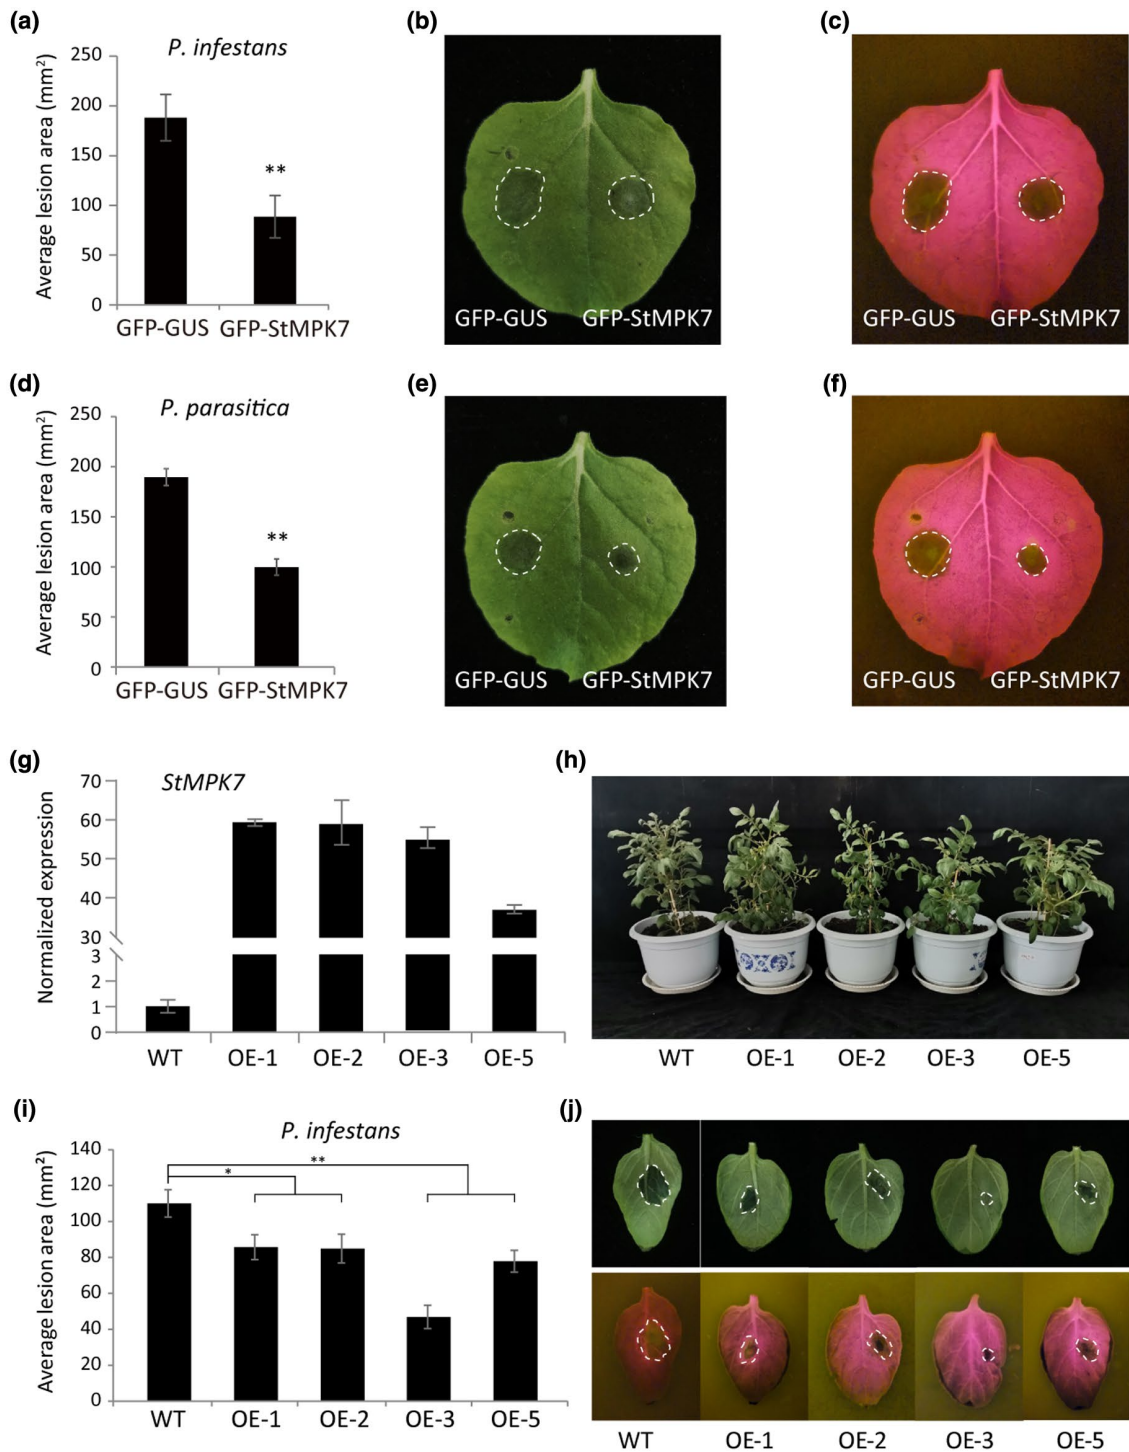 (a)
P. infestans
Average lesion area (mm²)
250
200
150
100
50
0
**
GFP-GUS GFP-StMPK7
(b)
GFP-GUS GFP-StMPK7
(c)
GFP-GUS GFP-StMPK7
(d)
P. parasitica
Average lesion area (mm²)
250
200
150
100
50
0
**
GFP-GUS GFP-StMPK7
(e)
GFP-GUS GFP-StMPK7
(f)
GFP-GUS GFP-StMPK7
(g)
StMPK7
Normalized expression
70
60
50
40
30
3
2
1
0
WT OE-1 OE-2 OE-3 OE-5
(h)
WT OE-1 OE-2 OE-3 OE-5
(i)
P. infestans
Average lesion area (mm²)
140
120
100
80
60
40
20
0
**
*
WT OE-1 OE-2 OE-3 OE-5
(j)
WT OE-1 OE-2 OE-3 OE-5